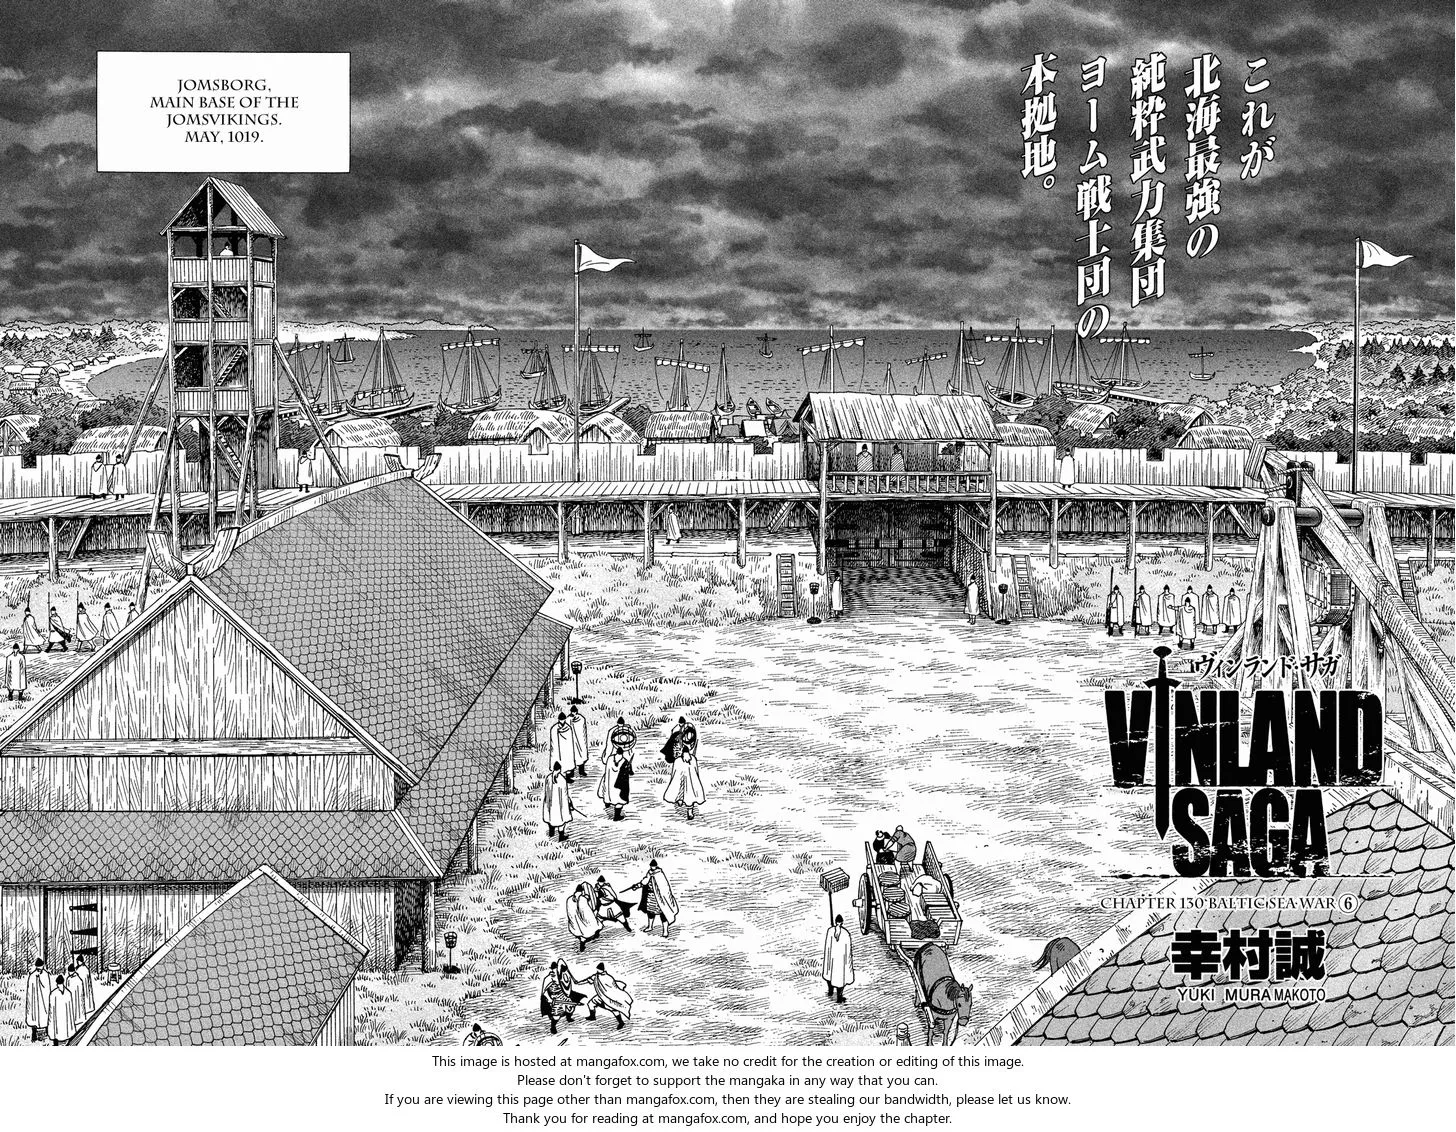 JOMSBORG,
MAIN BASE OF THE
JOMSVIKINGS.
MAY, 1019.
これが
北海最強の
純粋武力集団
ヨーム戦士団の
本拠地。
ヴィンランド・サガ
VINLAND
SAGA
CHAPTER 130 BALTIC SEA WAR ⑥
幸村誠
YUKI MURA MAKOTO
This image is hosted at mangafox.com, we take no credit for the creation or editing of this image.
Please don't forget to support the mangaka in any way that you can.
If you are viewing this page other than mangafox.com, then they are stealing our bandwidth, please let us know.
Thank you for reading at mangafox.com, and hope you enjoy the chapter.